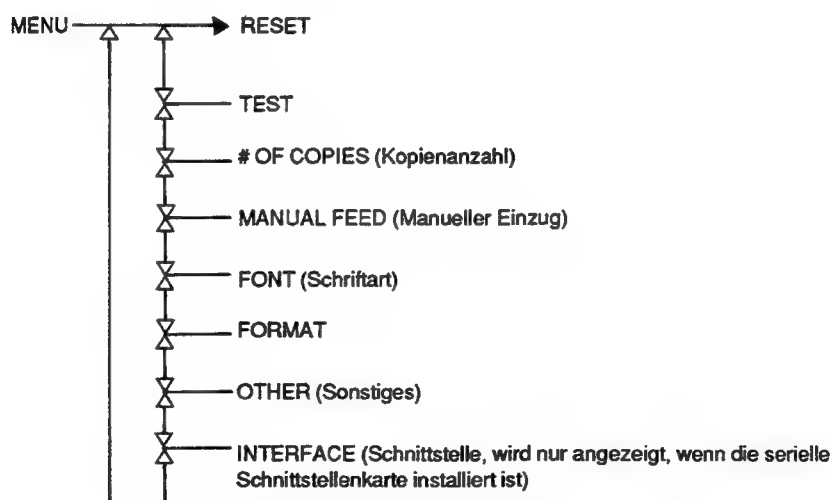 MENU RESET
TEST
# OF COPIES (Kopienanzahl)
MANUAL FEED (Manueller Einzug)
FONT (Schriftart)
FORMAT
OTHER (Sonstiges)
INTERFACE (Schnittstelle, wird nur angezeigt, wenn die serielle
Schnittstellenkarte installiert ist)